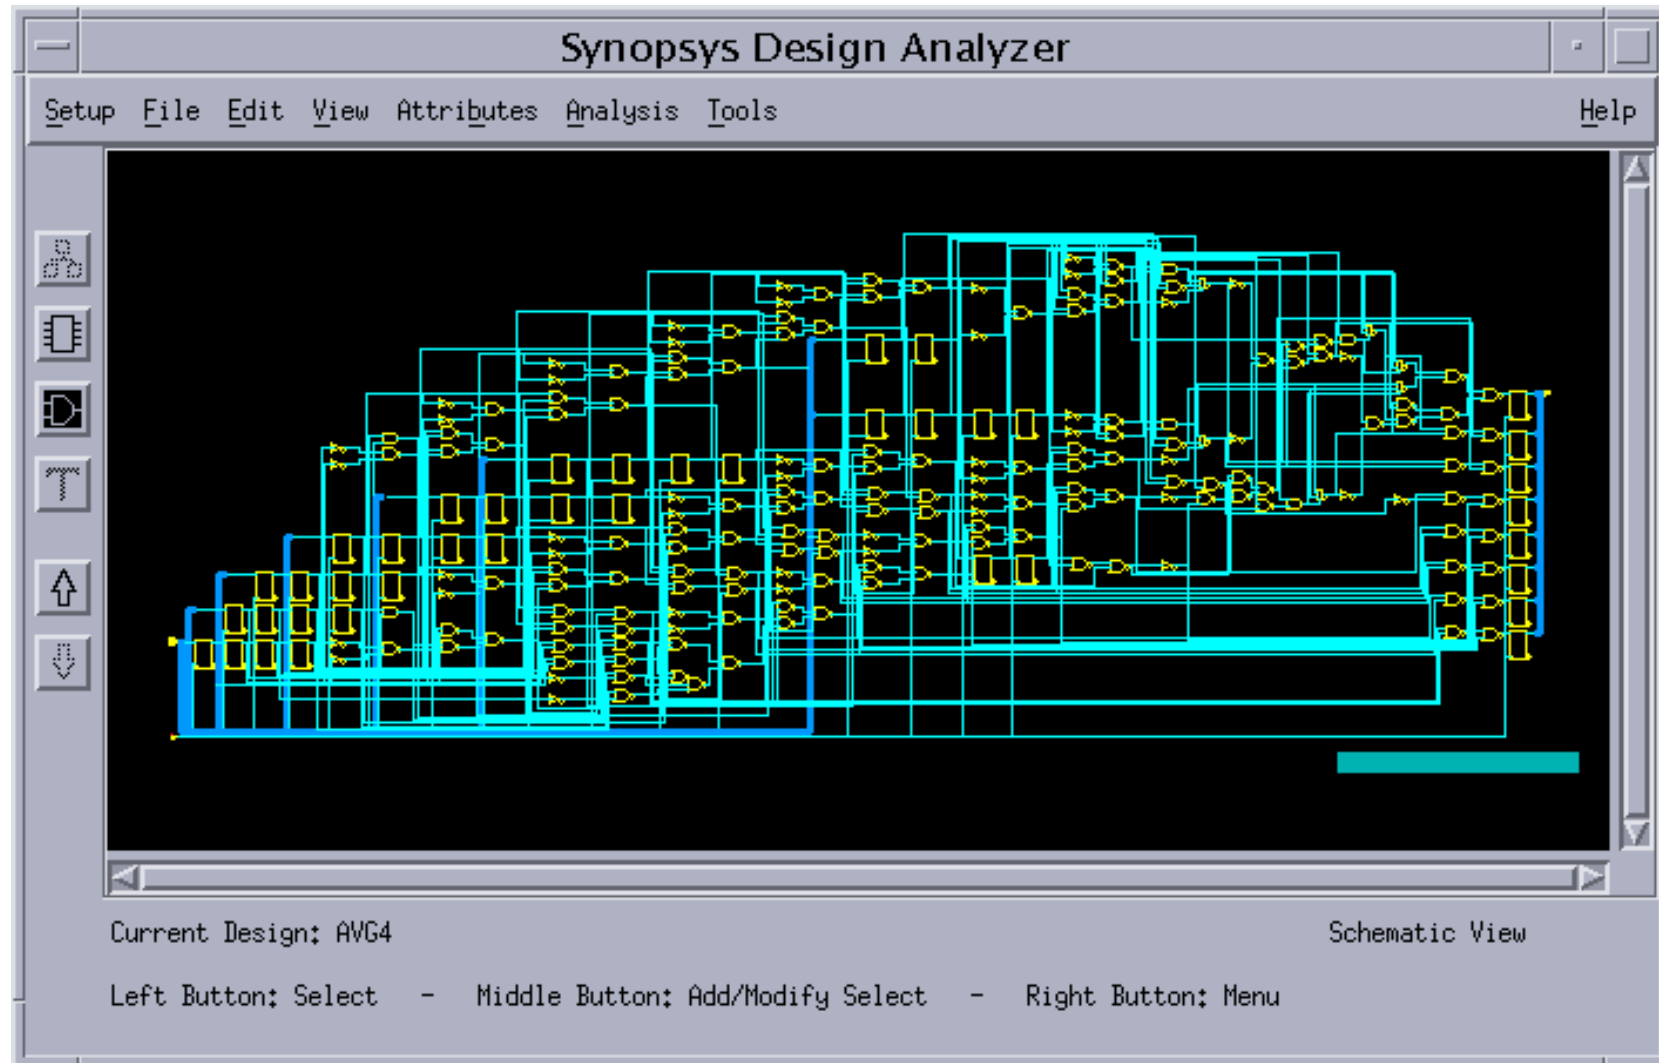 Synopsys Design Analyzer
Setup File Edit View Attributes Analysis Tools Help
Current Design: AVG4 Schematic View
Left Button: Select - Middle Button: Add/Modify Select - Right Button: Menu